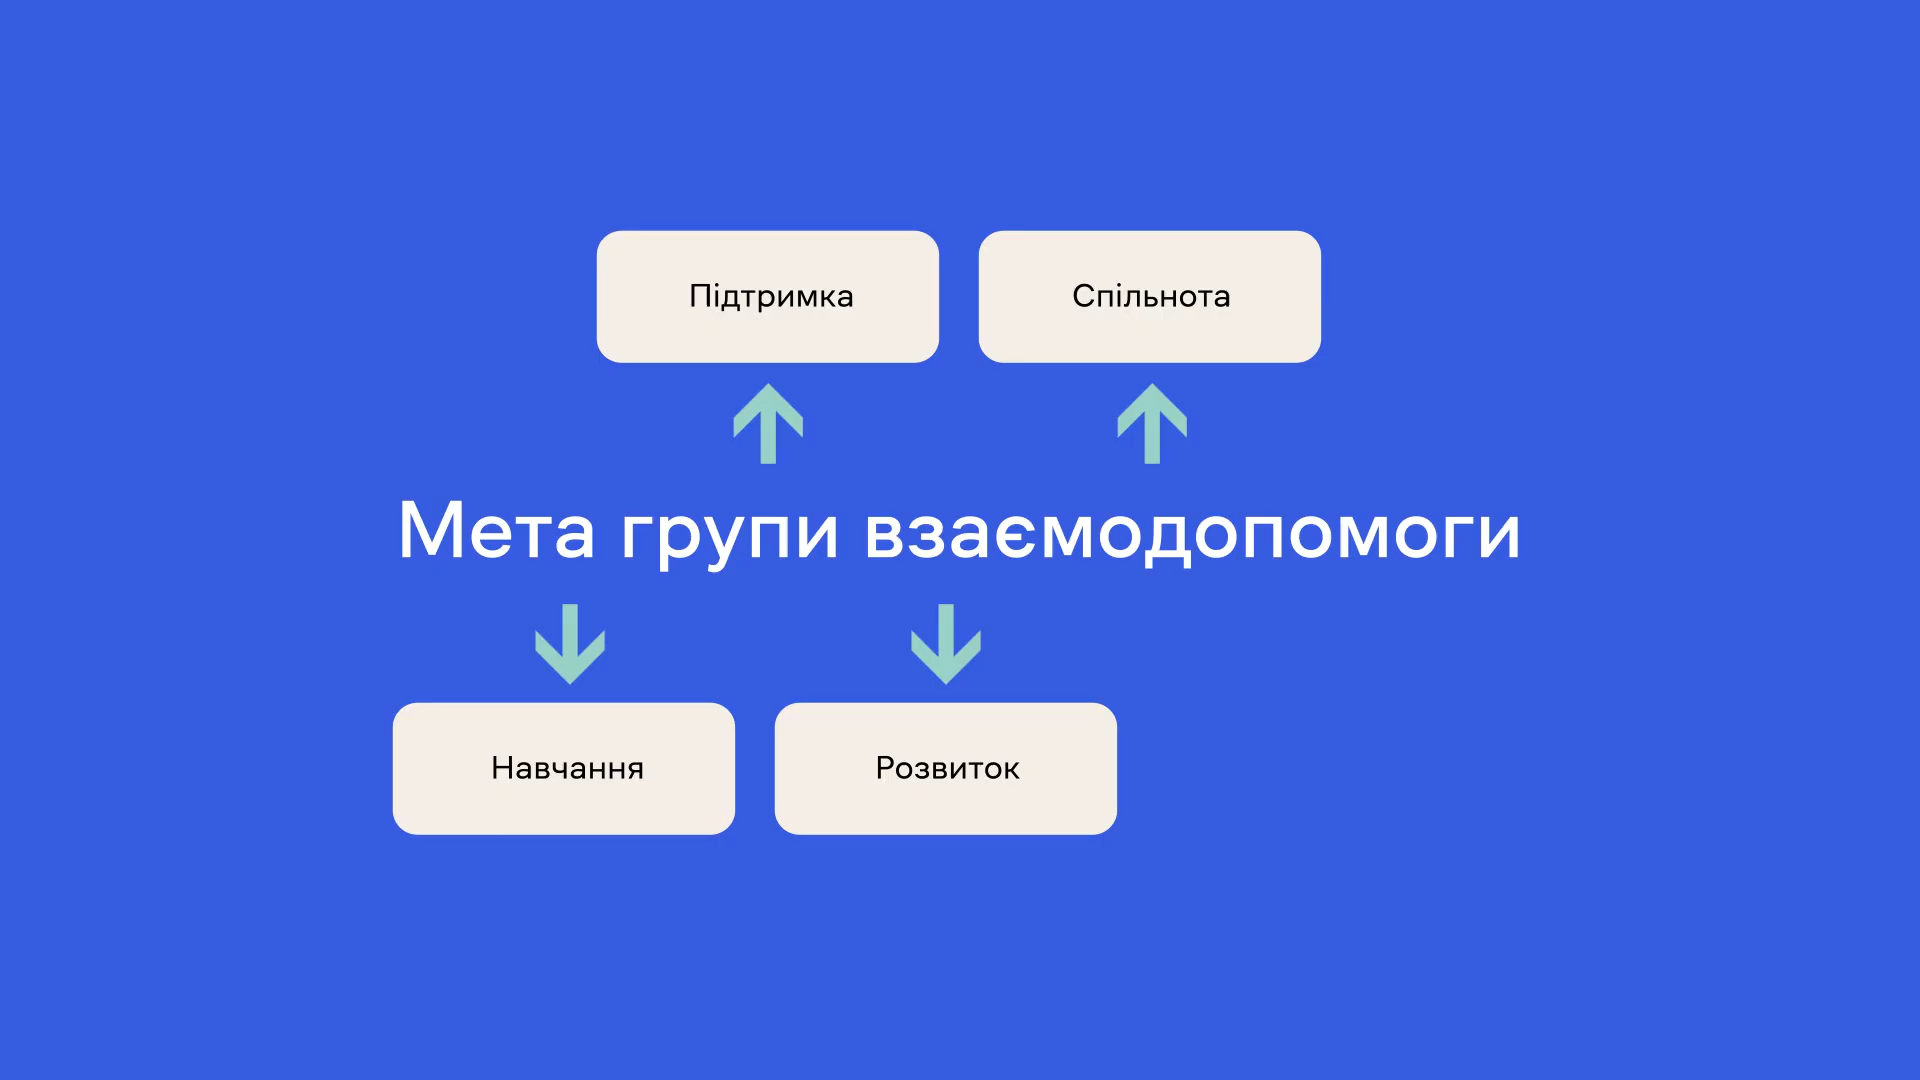 Підтримка
Спільнота
Мета групи взаємодопомоги
Навчання
Розвиток